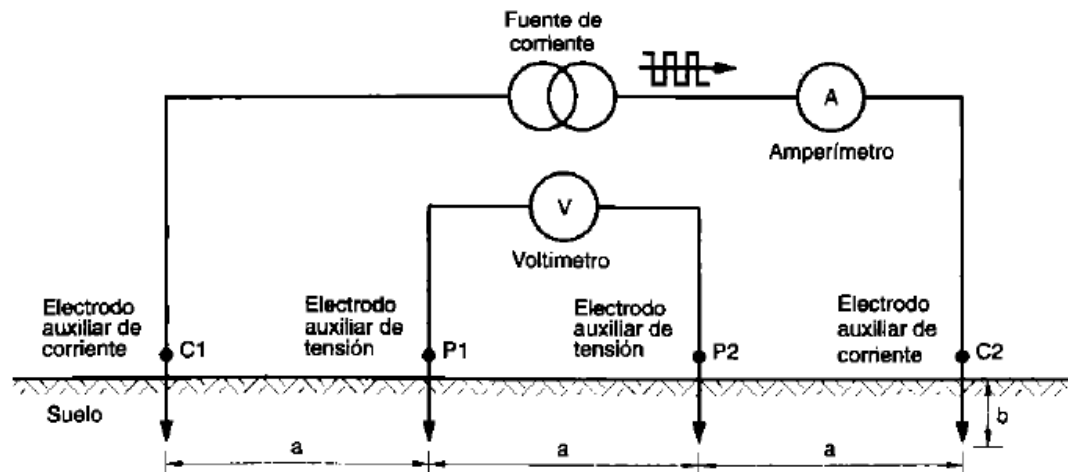 Fuente de
corriente
A
Amperímetro
V
Voltimetro
Electrodo
auxiliar de
corriente
C1
Electrodo
auxiliar de
tensión
P1
Electrodo
auxiliar de
tensión
P2
Electrodo
auxiliar de
corriente
C2
Suelo
b
a
a
a